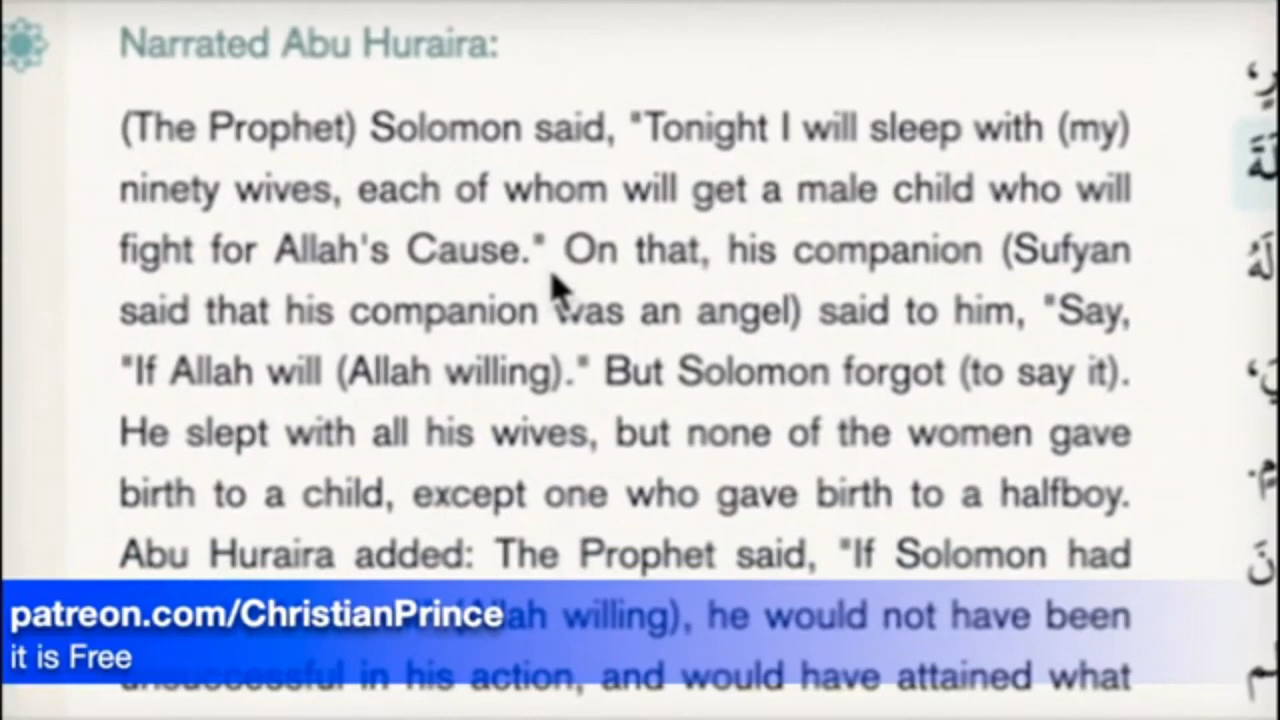 Narrated Abu Huraira:
(The Prophet) Solomon said, "Tonight I will sleep with (my)
ninety wives, each of whom will get a male child who will
fight for Allah's Cause." On that, his companion (Sufyan
said that his companion was an angel) said to him, "Say,
"If Allah will (Allah willing)." But Solomon forgot (to say it).
He slept with all his wives, but none of the women gave
birth to a child, except one who gave birth to a halfboy.
Abu Huraira added: The Prophet said, "If Solomon had
willing), he would not have been
unsuccessful in his action, and would have attained what
patreon.com/ChristianPrince
it is Free